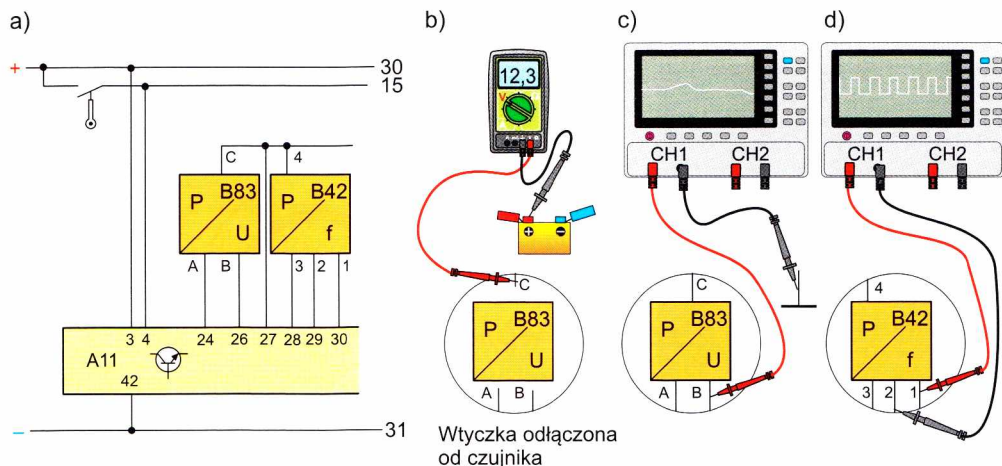 a)
+
30
15
C
4
P B83
U
P B42
f
A B
3 2 1
3 4 24 26 27 28 29 30
A11
42
–
31
b)
12,3
V
+ –
C
P B83
U
A B
Wtyczka odłączona
od czujnika
c)
CH1 CH2
C
P B83
U
A B
d)
CH1 CH2
4
P B42
f
3 2 1